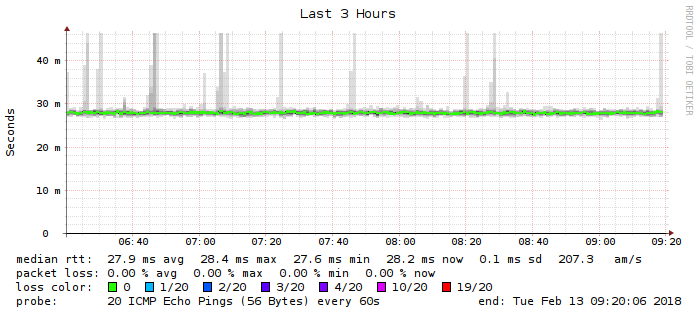 Last 3 Hours
RRDTOOL / TOBI OETIKER
Seconds
40 m
30 m
20 m
10 m
0
06:40 07:00 07:20 07:40 08:00 08:20 08:40 09:00 09:20
median rtt: 27.9 ms avg 28.4 ms max 27.6 ms min 28.2 ms now 0.1 ms sd 207.3 am/s
packet loss: 0.00 % avg 0.00 % max 0.00 % min 0.00 % now
loss color: 0 1/20 2/20 3/20 4/20 10/20 19/20
probe: 20 ICMP Echo Pings (56 Bytes) every 60s end: Tue Feb 13 09:20:06 2018